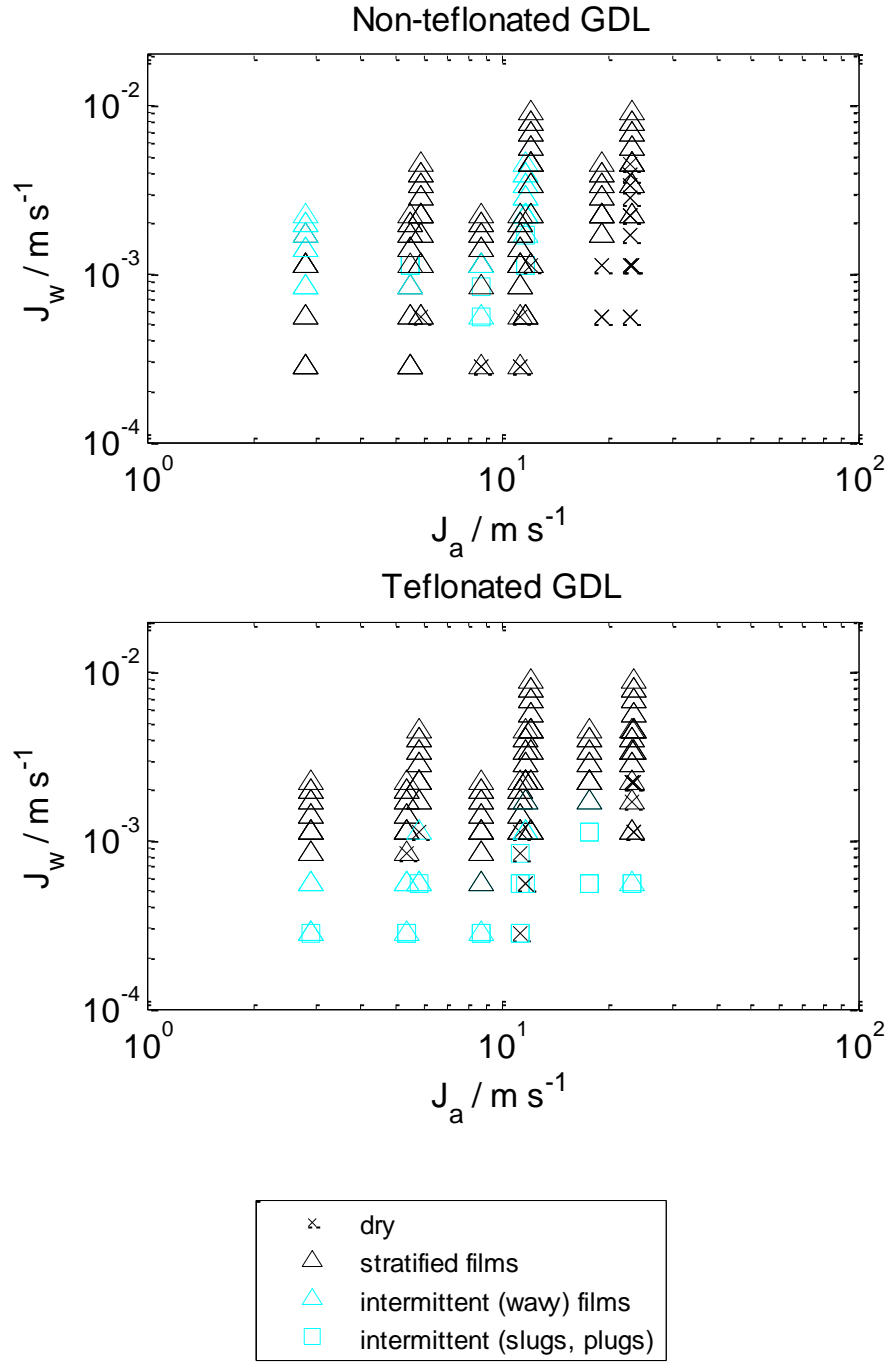 Non-teflonated GDL
10^-2
10^-3
10^-4
J_w / m s^-1
10^0 10^1 10^2
J_a / m s^-1
Teflonated GDL
10^-2
10^-3
10^-4
J_w / m s^-1
10^0 10^1 10^2
J_a / m s^-1
dry
stratified films
intermittent (wavy) films
intermittent (slugs, plugs)